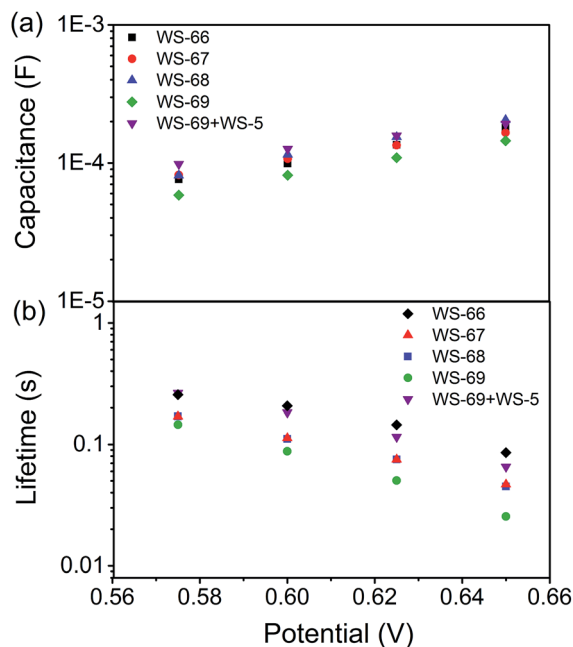 (a)
1E-3
WS-66
WS-67
WS-68
WS-69
WS-69+WS-5
Capacitance (F)
1E-4
1E-5
(b)
1
WS-66
WS-67
WS-68
WS-69
WS-69+WS-5
Lifetime (s)
0.1
0.01
0.56 0.58 0.60 0.62 0.64 0.66
Potential (V)